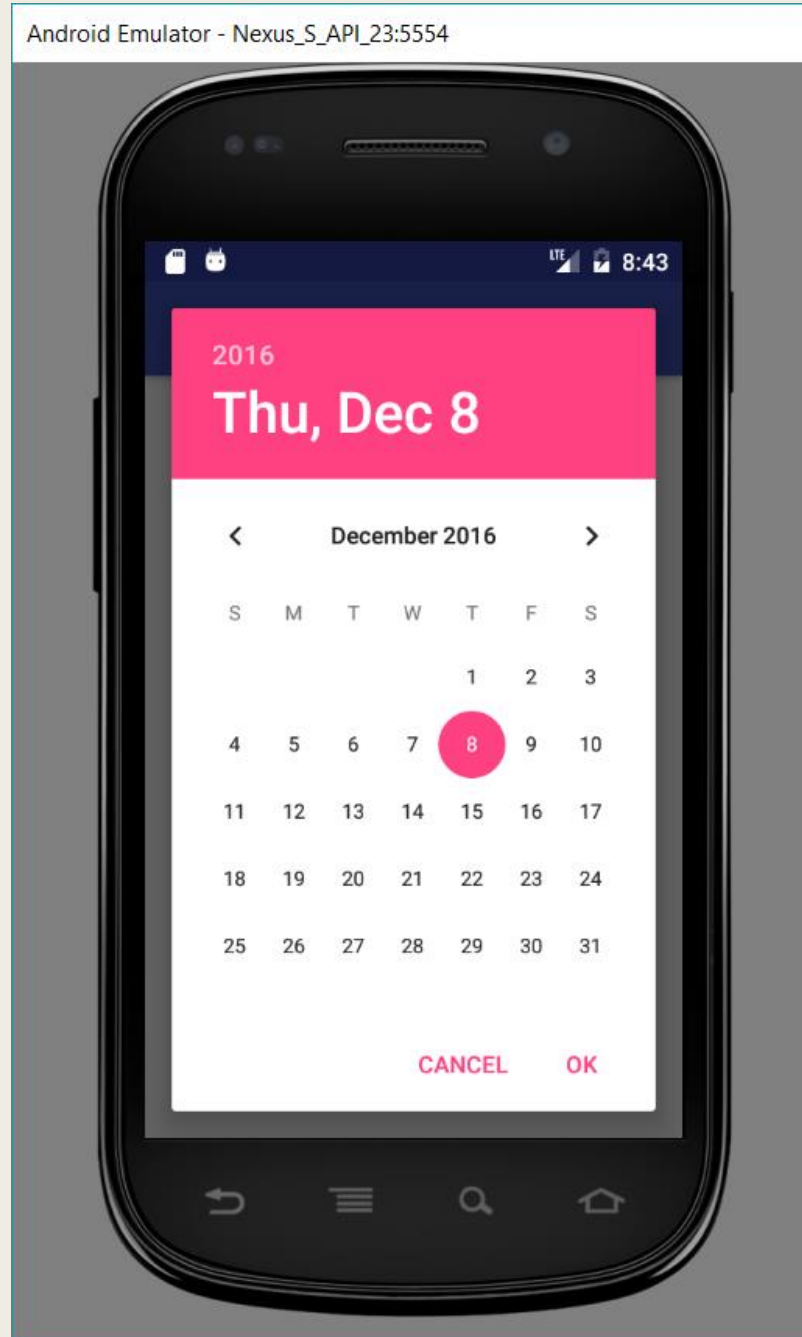 Android Emulator - Nexus_S_API_23:5554
LTE 8:43
2016
Thu, Dec 8
December 2016
S M T W T F S
1 2 3
4 5 6 7 8 9 10
11 12 13 14 15 16 17
18 19 20 21 22 23 24
25 26 27 28 29 30 31
CANCEL OK